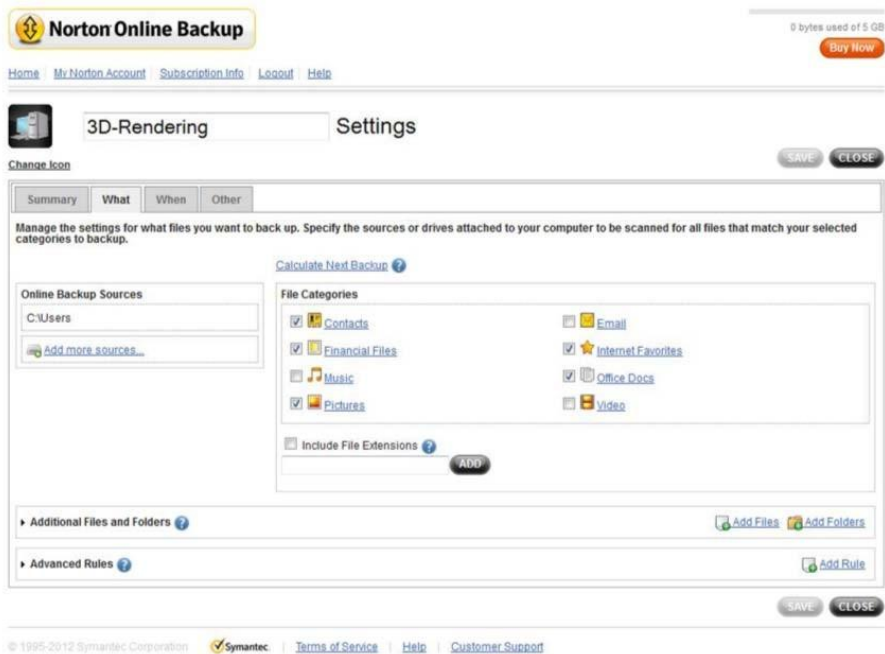 Norton Online Backup
0 bytes used of 5 GB
Buy Now
Home My Norton Account Subscription Info Logout Help
3D-Rendering Settings
Change Icon
SAVE CLOSE
Summary What When Other
Manage the settings for what files you want to back up. Specify the sources or drives attached to your computer to be scanned for all files that match your selected
categories to backup.
Calculate Next Backup ?
Online Backup Sources
C:\Users
Add more sources...
File Categories
Contacts
Email
Financial Files
Internet Favorites
Music
Office Docs
Pictures
Video
Include File Extensions ?
ADD
Additional Files and Folders ?
Add Files Add Folders
Advanced Rules ?
Add Rule
SAVE CLOSE
© 1995-2012 Symantec Corporation Symantec. | Terms of Service | Help | Customer Support